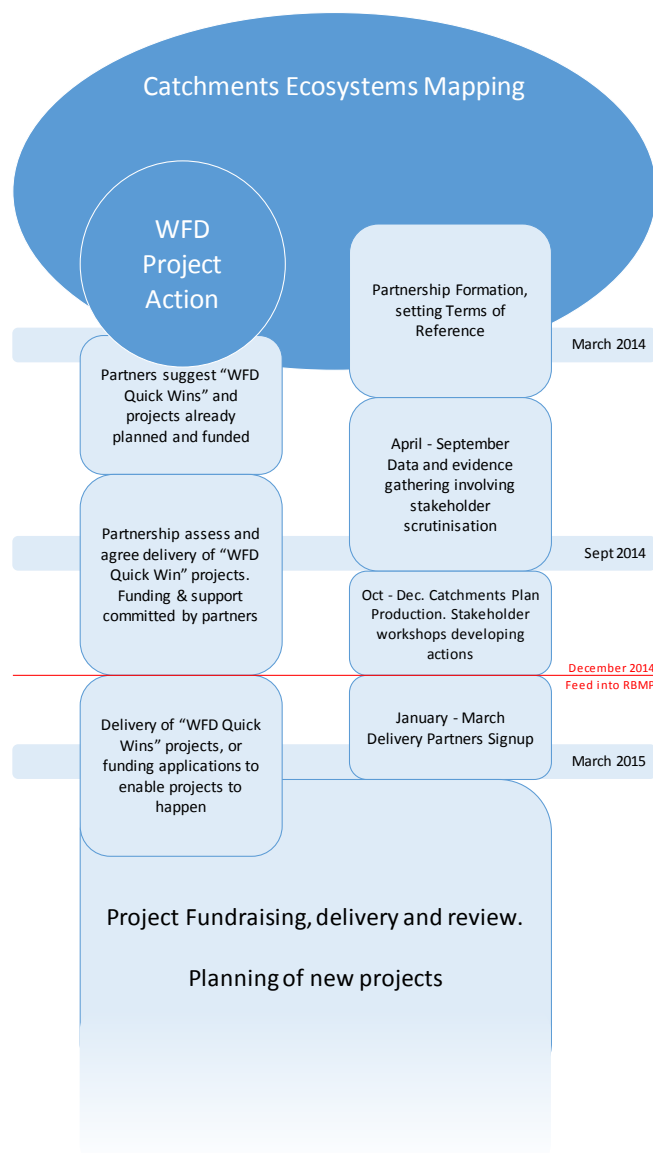 Catchments Ecosystems Mapping
WFD
Project
Action
Partnership Formation,
setting Terms of
Reference
March 2014
Partners suggest “WFD
Quick Wins” and
projects already
planned and funded
April - September
Data and evidence
gathering involving
stakeholder
scrutinisation
Partnership assess and
agree delivery of “WFD
Quick Win” projects.
Funding & support
committed by partners
Sept 2014
Oct - Dec. Catchments Plan
Production. Stakeholder
workshops developing
actions
December 2014
Feed into RBMP
Delivery of “WFD Quick
Wins” projects, or
funding applications to
enable projects to
happen
January - March
Delivery Partners Signup
March 2015
Project Fundraising, delivery and review.
Planning of new projects